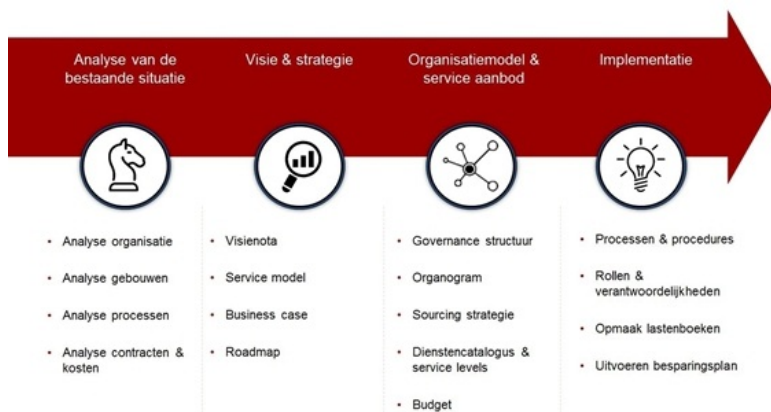 Analyse van de
bestaande situatie
Visie & strategie
Organisatiemodel &
service aanbod
Implementatie
• Analyse organisatie
• Analyse gebouwen
• Analyse processen
• Analyse contracten &
kosten
• Visienota
• Service model
• Business case
• Roadmap
• Governance structuur
• Organogram
• Sourcing strategie
• Dienstencatalogus &
service levels
• Budget
• Processen & procedures
• Rollen &
verantwoordelijkheden
• Opmaak lastenboeken
• Uitvoeren besparingsplan